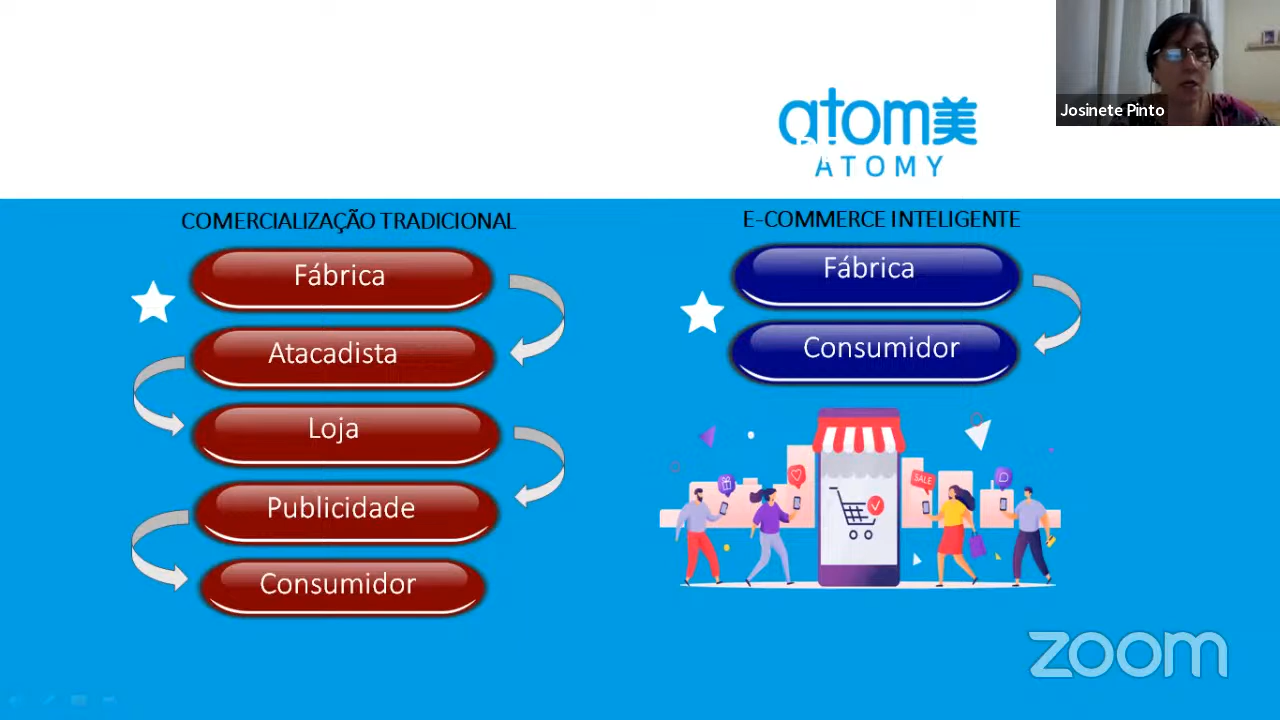 Josinete Pinto
atom美
ATOMY
COMERCIALIZAÇÃO TRADICIONAL
Fábrica
Atacadista
Loja
Publicidade
Consumidor
E-COMMERCE INTELIGENTE
Fábrica
Consumidor
SALE
zoom